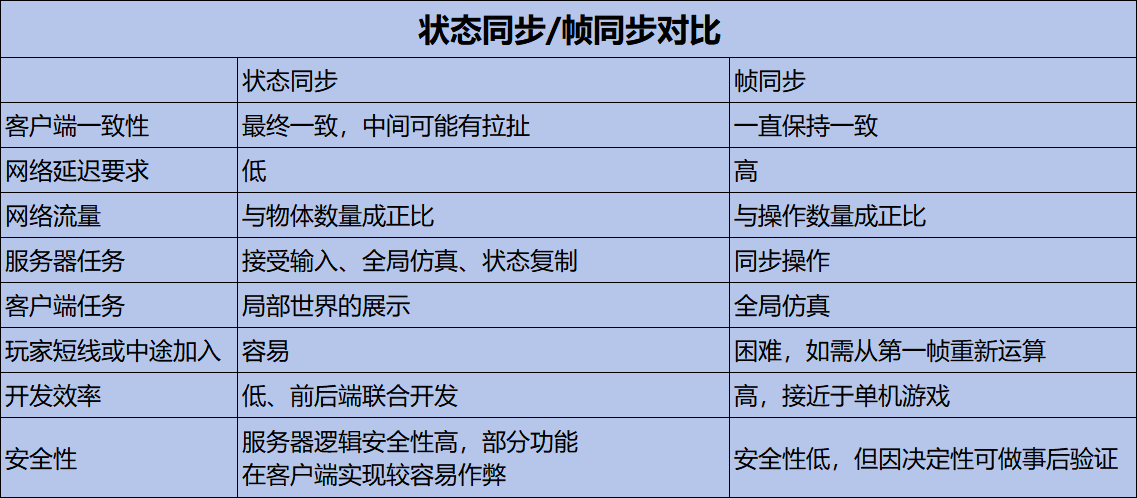 状态同步/帧同步对比
状态同步 帧同步
客户端一致性 最终一致，中间可能有拉扯 一直保持一致
网络延迟要求 低 高
网络流量 与物体数量成正比 与操作数量成正比
服务器任务 接受输入、全局仿真、状态复制 同步操作
客户端任务 局部世界的展示 全局仿真
玩家短线或中途加入 容易 困难，如需从第一帧重新运算
开发效率 低、前后端联合开发 高，接近于单机游戏
安全性 服务器逻辑安全性高，部分功能
在客户端实现较容易作弊 安全性低，但因决定性可做事后验证